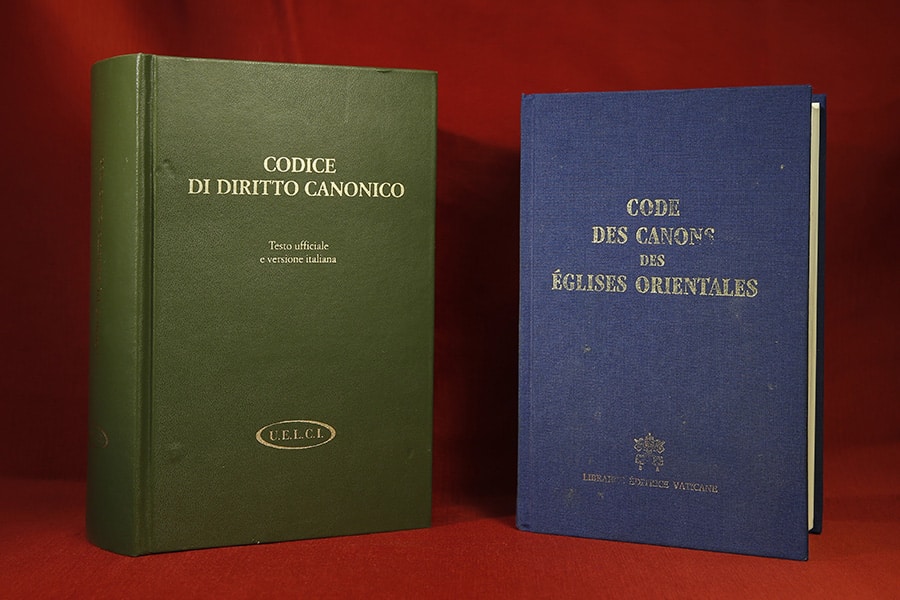 CODICE
DI DIRITTO CANONICO
Testo ufficiale
e versione italiana
U.E.L.C.I.
CODE
DES CANONS
DES
ÉGLISES ORIENTALES
ÉDITRICE VATICANE